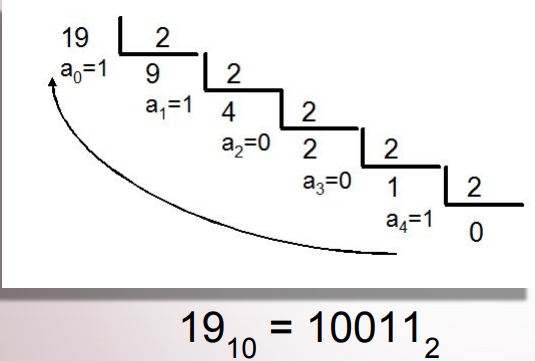 19 2
a₀=1 9 2
a₁=1 4 2
a₂=0 2 2
a₃=0 1 2
a₄=1 0
19₁₀ = 10011₂